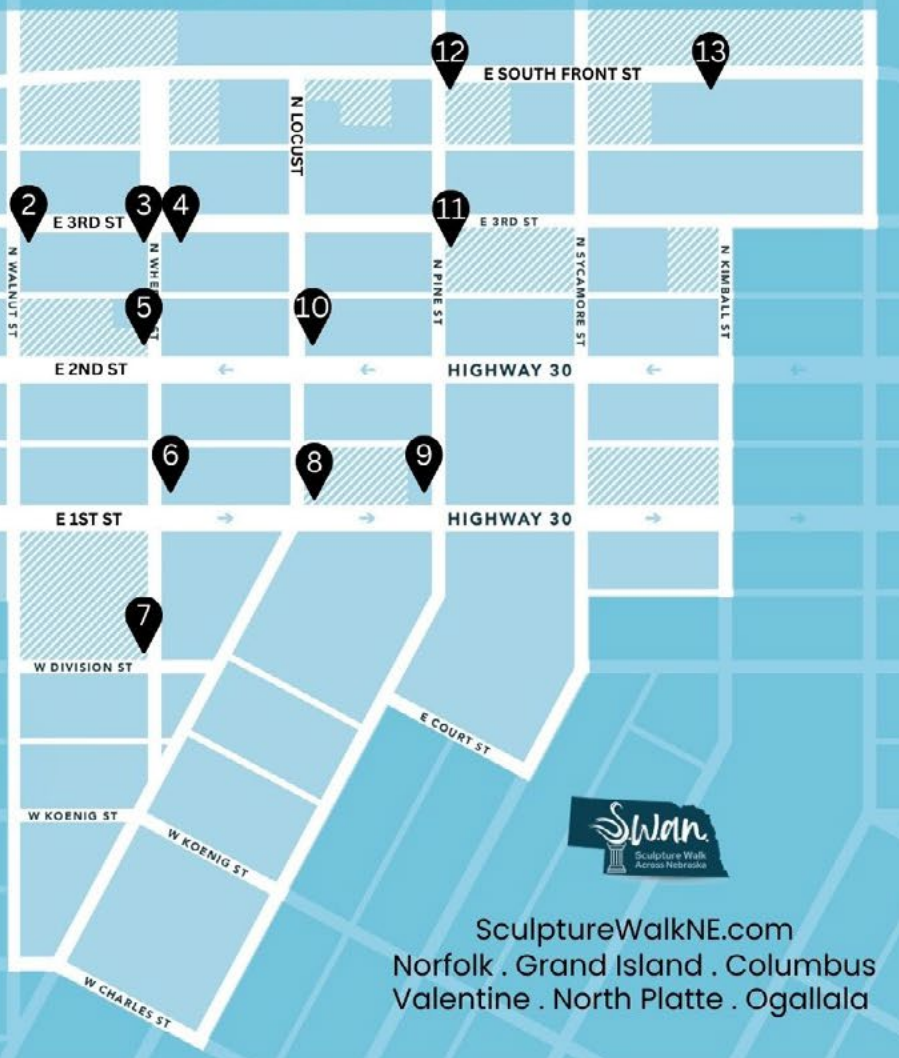 12
13
E SOUTH FRONT ST
N LOCUST
2
3
4
11
E 3RD ST
E 3RD ST
N WALNUT ST
N PINE ST
N SYCAMORE ST
N KIMBALL ST
5
10
E 2ND ST
←
←
HIGHWAY 30
←
←
6
8
9
E 1ST ST
→
→
HIGHWAY 30
→
→
7
W DIVISION ST
E COURT ST
W KOENIG ST
W KOENIG ST
W CHARLES ST
Swan
Sculpture Walk
Across Nebraska
SculptureWalkNE.com
Norfolk . Grand Island . Columbus
Valentine . North Platte . Ogallala